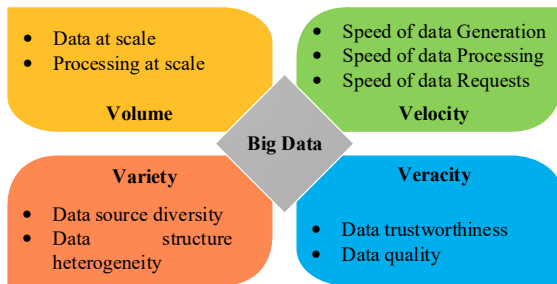 • Data at scale
• Processing at scale
Volume
• Speed of data Generation
• Speed of data Processing
• Speed of data Requests
Velocity
Big Data
Variety
• Data source diversity
• Data structure
heterogeneity
Veracity
• Data trustworthiness
• Data quality